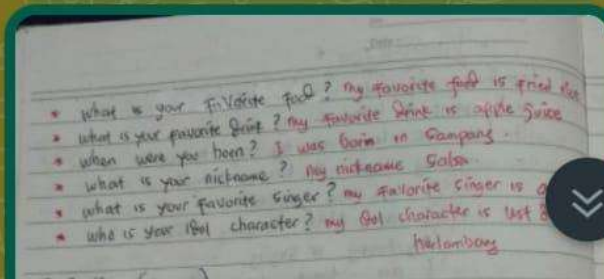 * what is your Favorite food? my favorite food is fried rice
* what is your favorite Drink? my favorite Drink is apple juice
* when were you born? I was born in Sampang.
* what is your nickname? my nickname Salsa
* what is your favorite singer? my favorite singer is
* who is your idol character? my idol character is